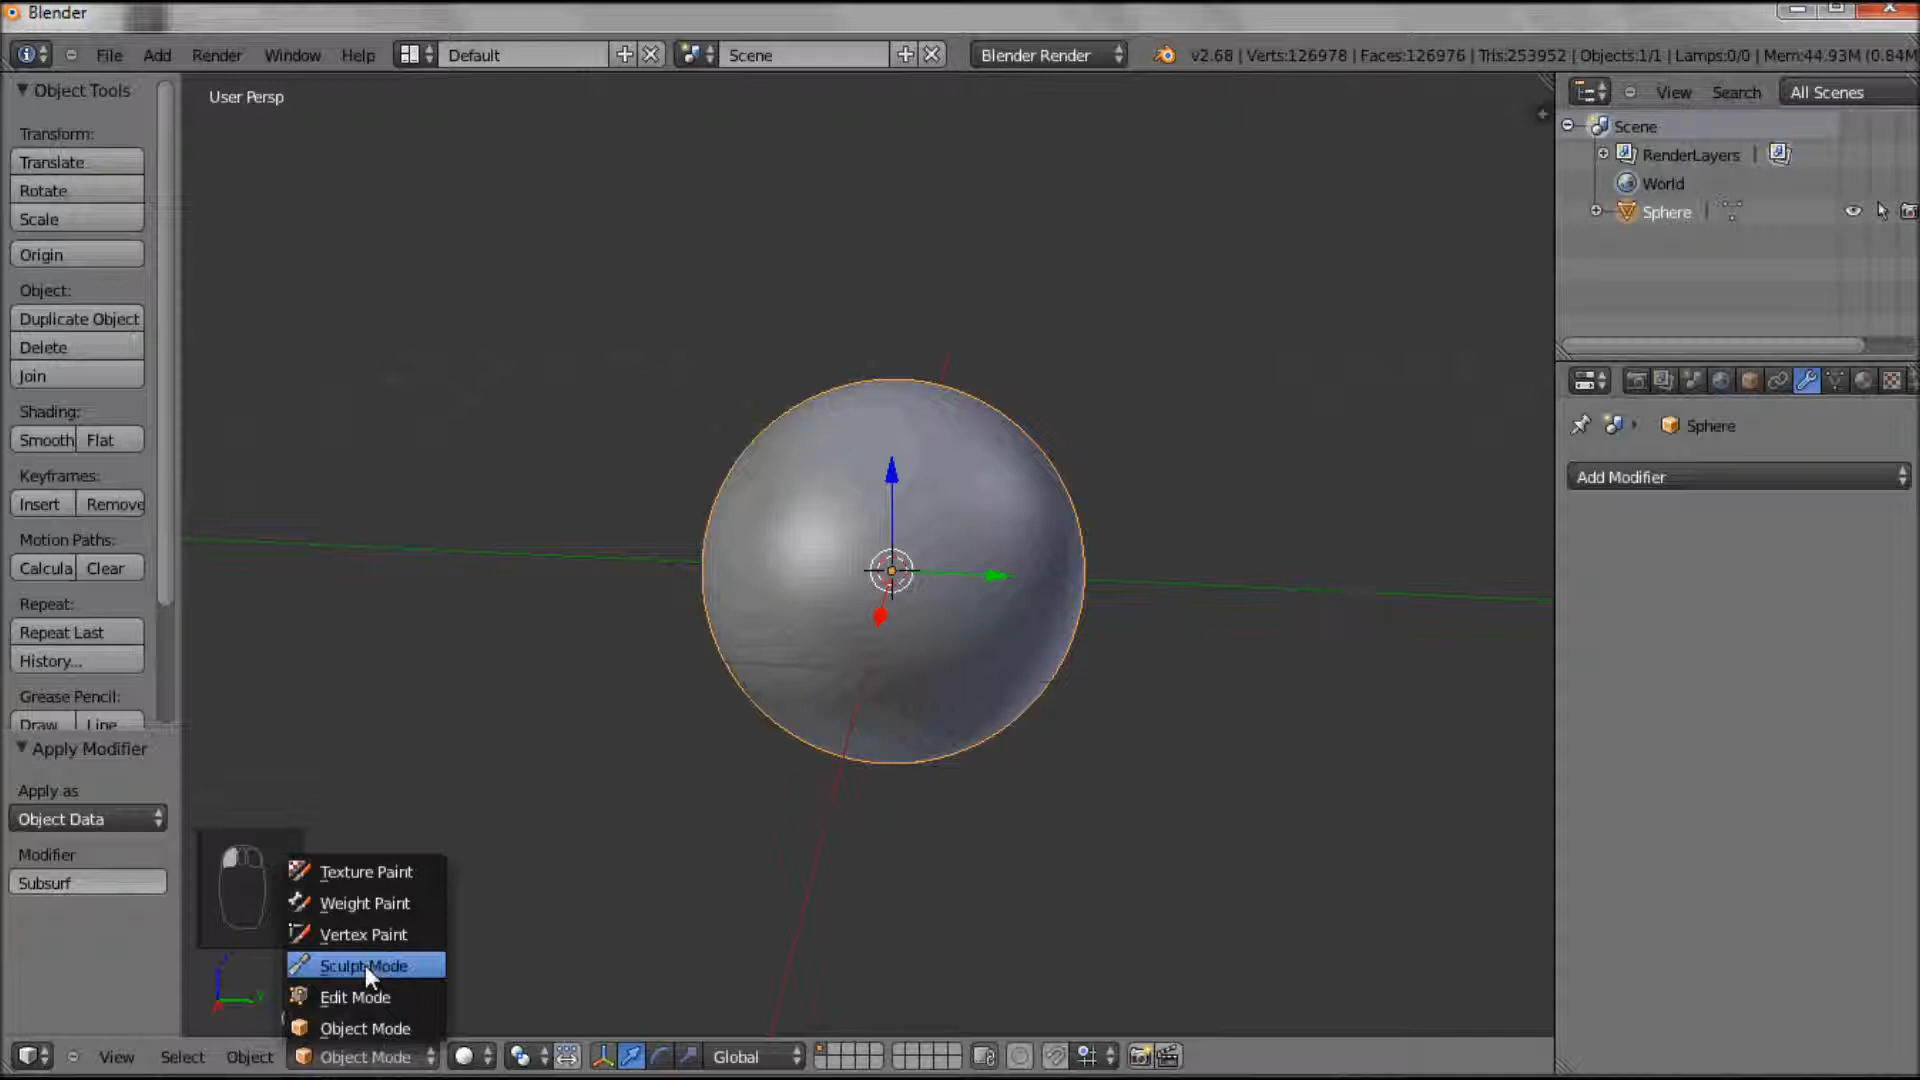 Blender
File Add Render Window Help Default Scene Blender Render v2.68 | Verts:126978 | Faces:126976 | Tris:253952 | Objects:1/1 | Lamps:0/0 | Mem:44.93M (0.84M
Object Tools
Transform:
Translate
Rotate
Scale
Origin
Object:
Duplicate Object
Delete
Join
Shading:
Smooth Flat
Keyframes:
Insert Remove
Motion Paths:
Calcula Clear
Repeat:
Repeat Last
History...
Grease Pencil:
Draw Line
Apply Modifier
Apply as
Object Data
Modifier
Subsurf
User Persp
Texture Paint
Weight Paint
Vertex Paint
Sculpt Mode
Edit Mode
Object Mode
View Select Object Object Mode Global
View Search All Scenes
Scene
RenderLayers
World
Sphere
Sphere
Add Modifier